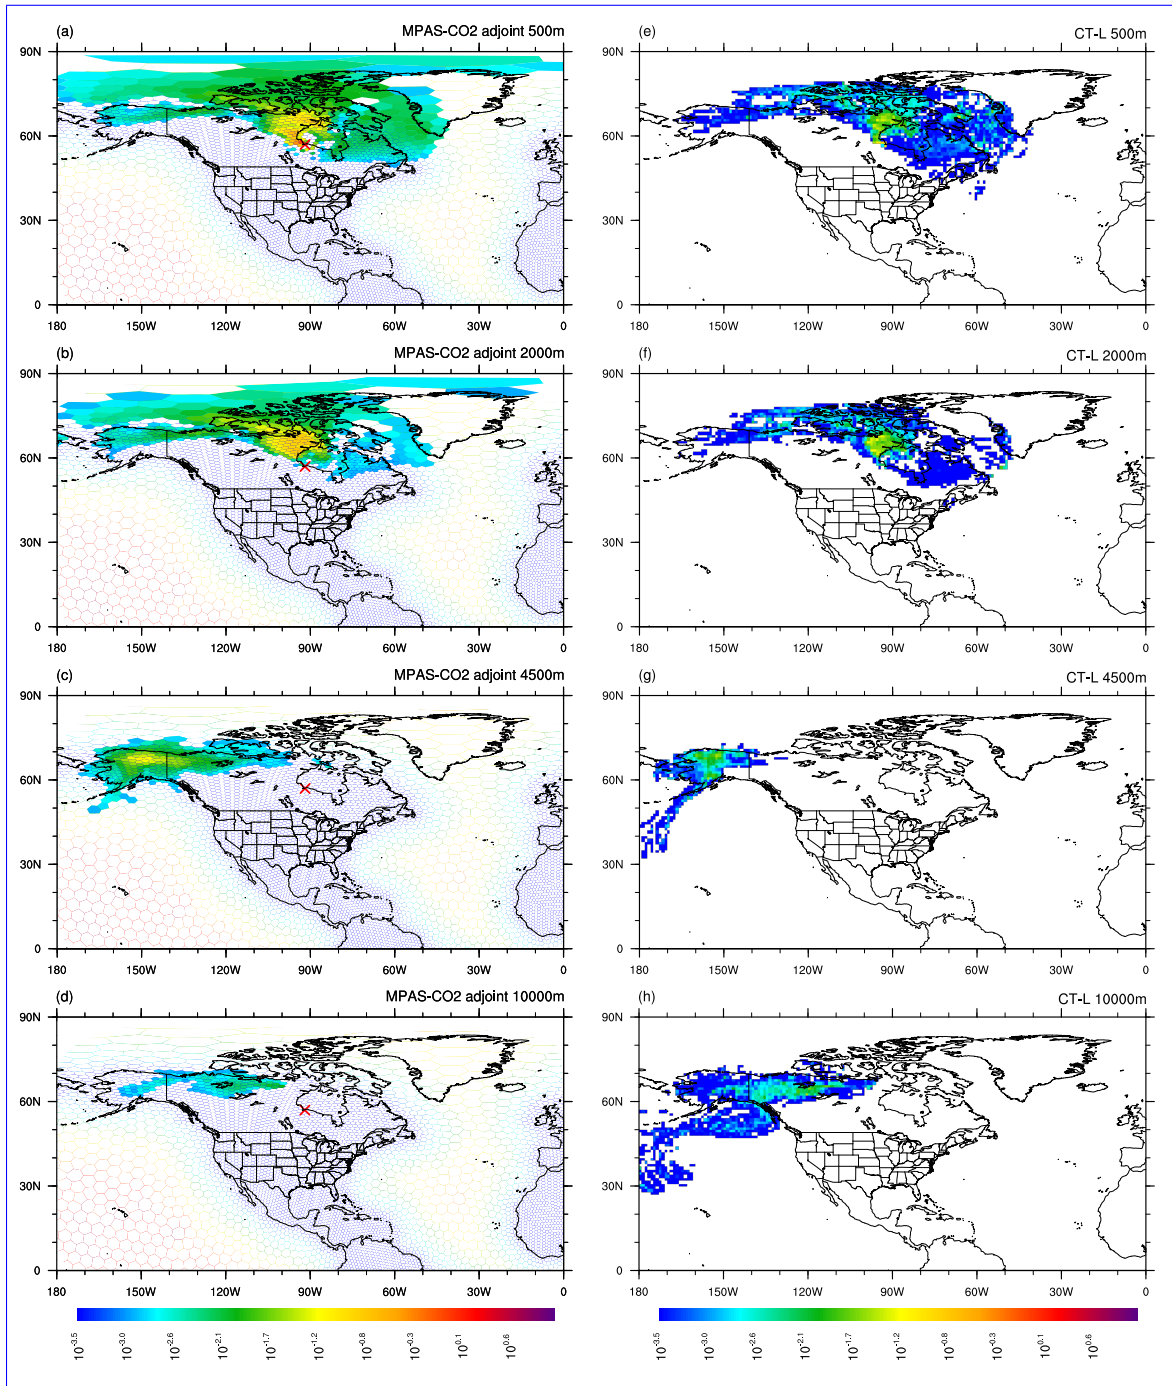 (a) MPAS-CO2 adjoint 500m
90N
60N
30N
0
180 150W 120W 90W 60W 30W 0
(e) CT-L 500m
90N
60N
30N
0
180 150W 120W 90W 60W 30W 0
(b) MPAS-CO2 adjoint 2000m
90N
60N
30N
0
180 150W 120W 90W 60W 30W 0
(f) CT-L 2000m
90N
60N
30N
0
180 150W 120W 90W 60W 30W 0
(c) MPAS-CO2 adjoint 4500m
90N
60N
30N
0
180 150W 120W 90W 60W 30W 0
(g) CT-L 4500m
90N
60N
30N
0
180 150W 120W 90W 60W 30W 0
(d) MPAS-CO2 adjoint 10000m
90N
60N
30N
0
180 150W 120W 90W 60W 30W 0
(h) CT-L 10000m
90N
60N
30N
0
180 150W 120W 90W 60W 30W 0
10^-3.5 10^-3.0 10^-2.6 10^-2.1 10^-1.7 10^-1.2 10^-0.8 10^-0.3 10^0.1 10^0.6
10^-3.5 10^-3.0 10^-2.6 10^-2.1 10^-1.7 10^-1.2 10^-0.8 10^-0.3 10^0.1 10^0.6